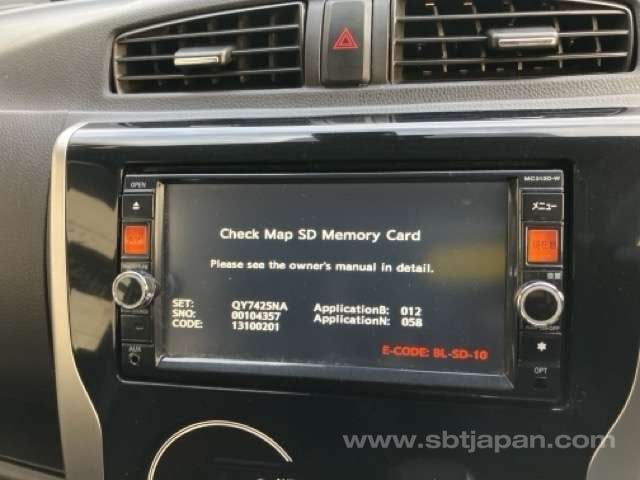 MC313D-W
OPEN
メニュー
Check Map SD Memory Card
Please see the owner's manual in detail.
SET: QY7425NA ApplicationB: 012
SNO: 00104357 ApplicationN: 058
CODE: 13100201
E-CODE: BL-SD-10
AUX
OPT
www.sbtjapan.com